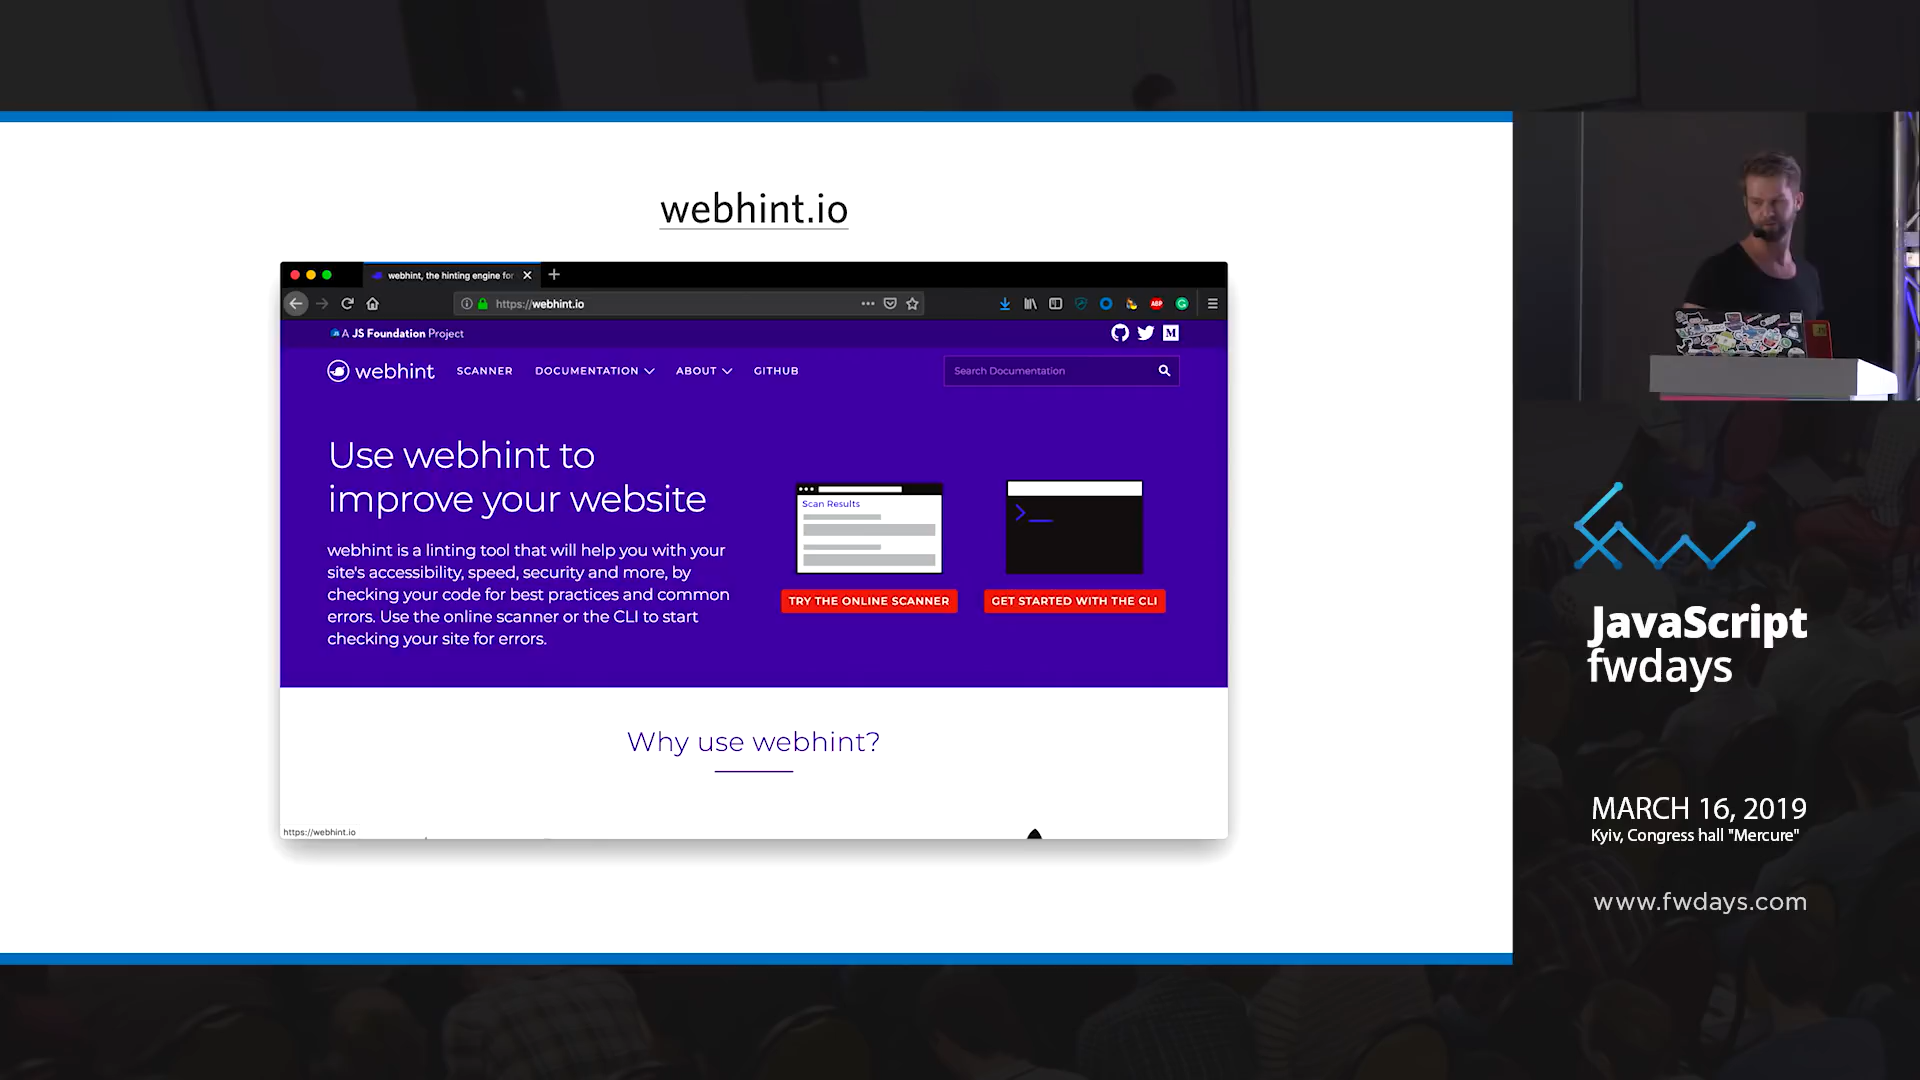 webhint.io
webhint, the hinting engine for
https://webhint.io
ABP
A JS Foundation Project
M
webhint
SCANNER
DOCUMENTATION
ABOUT
GITHUB
Search Documentation
Use webhint to
improve your website
webhint is a linting tool that will help you with your
site's accessibility, speed, security and more, by
checking your code for best practices and common
errors. Use the online scanner or the CLI to start
checking your site for errors.
Scan Results
TRY THE ONLINE SCANNER
GET STARTED WITH THE CLI
Why use webhint?
https://webhint.io
JavaScript
fwdays
MARCH 16, 2019
Kyiv, Congress hall "Mercure"
www.fwdays.com